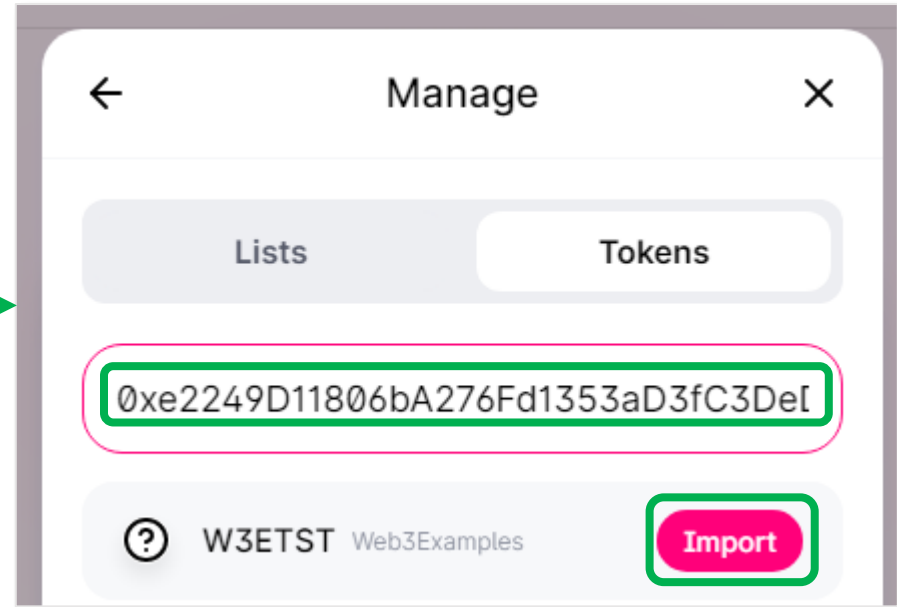 Manage
Lists Tokens
0xe2249D11806bA276Fd1353aD3fC3De
W3ETST Web3Examples Import